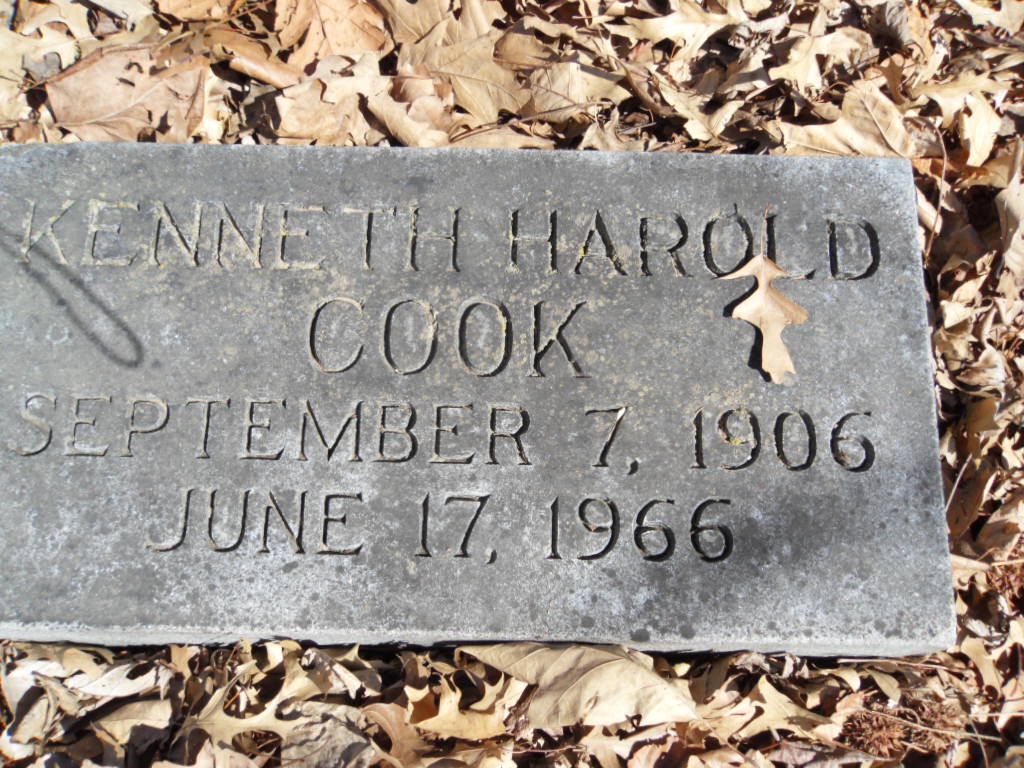 KENNETH HAROLD
COOK
SEPTEMBER 7, 1906
JUNE 17, 1966